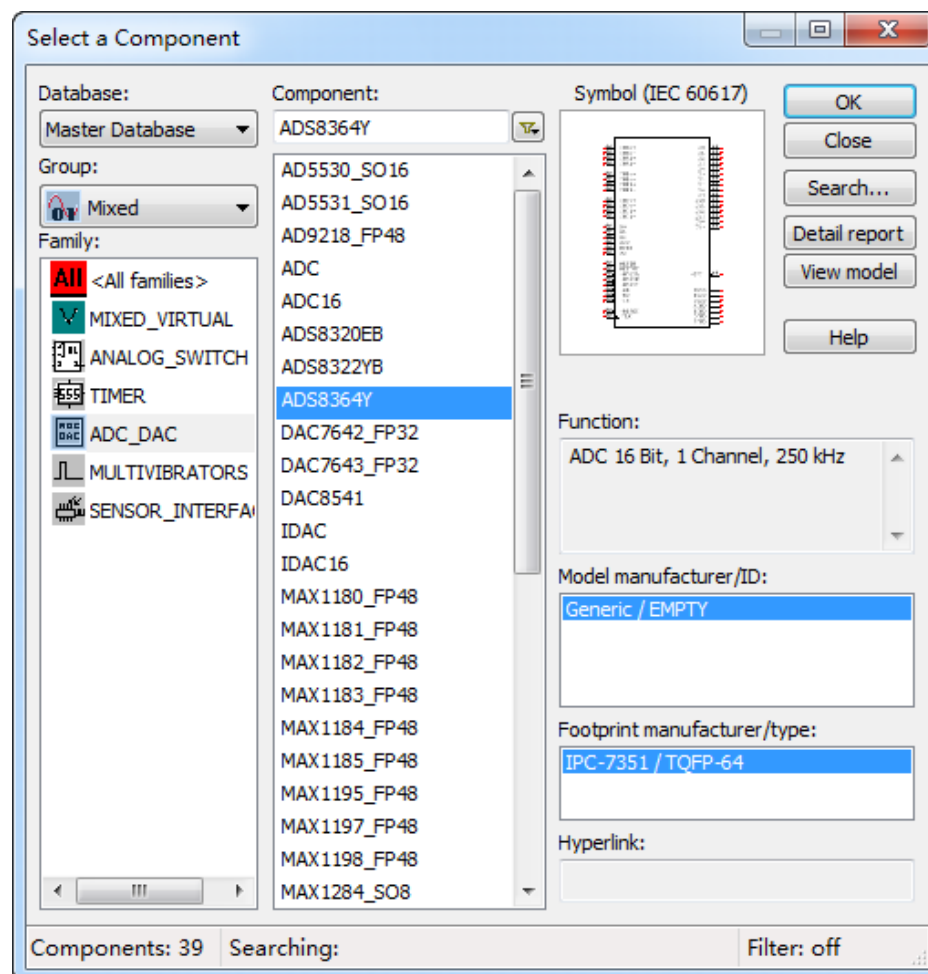 Select a Component
Database:
Master Database
Group:
Mixed
Family:
All <All families>
MIXED_VIRTUAL
ANALOG_SWITCH
555 TIMER
ADC DAC ADC_DAC
MULTIVIBRATORS
SENSOR_INTERFA
Component:
ADS8364Y
AD5530_SO16
AD5531_SO16
AD9218_FP48
ADC
ADC16
ADS8320EB
ADS8322YB
ADS8364Y
DAC7642_FP32
DAC7643_FP32
DAC8541
IDAC
IDAC16
MAX1180_FP48
MAX1181_FP48
MAX1182_FP48
MAX1183_FP48
MAX1184_FP48
MAX1185_FP48
MAX1195_FP48
MAX1197_FP48
MAX1198_FP48
MAX1284_SO8
Symbol (IEC 60617)
OK
Close
Search...
Detail report
View model
Help
Function:
ADC 16 Bit, 1 Channel, 250 kHz
Model manufacturer/ID:
Generic / EMPTY
Footprint manufacturer/type:
IPC-7351 / TQFP-64
Hyperlink:
Components: 39
Searching:
Filter: off